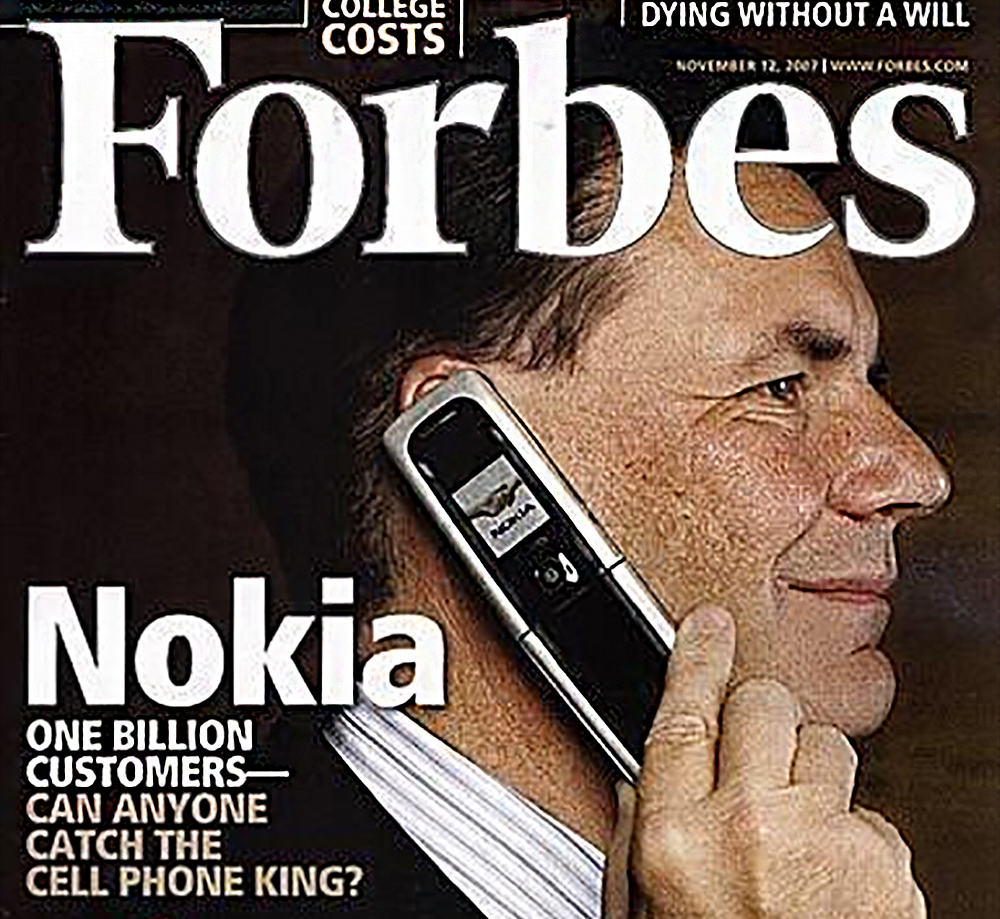 COLLEGE
COSTS
DYING WITHOUT A WILL
NOVEMBER 12, 2007 | WWW.FORBES.COM
Forbes
NOKIA
Nokia
ONE BILLION
CUSTOMERS—
CAN ANYONE
CATCH THE
CELL PHONE KING?